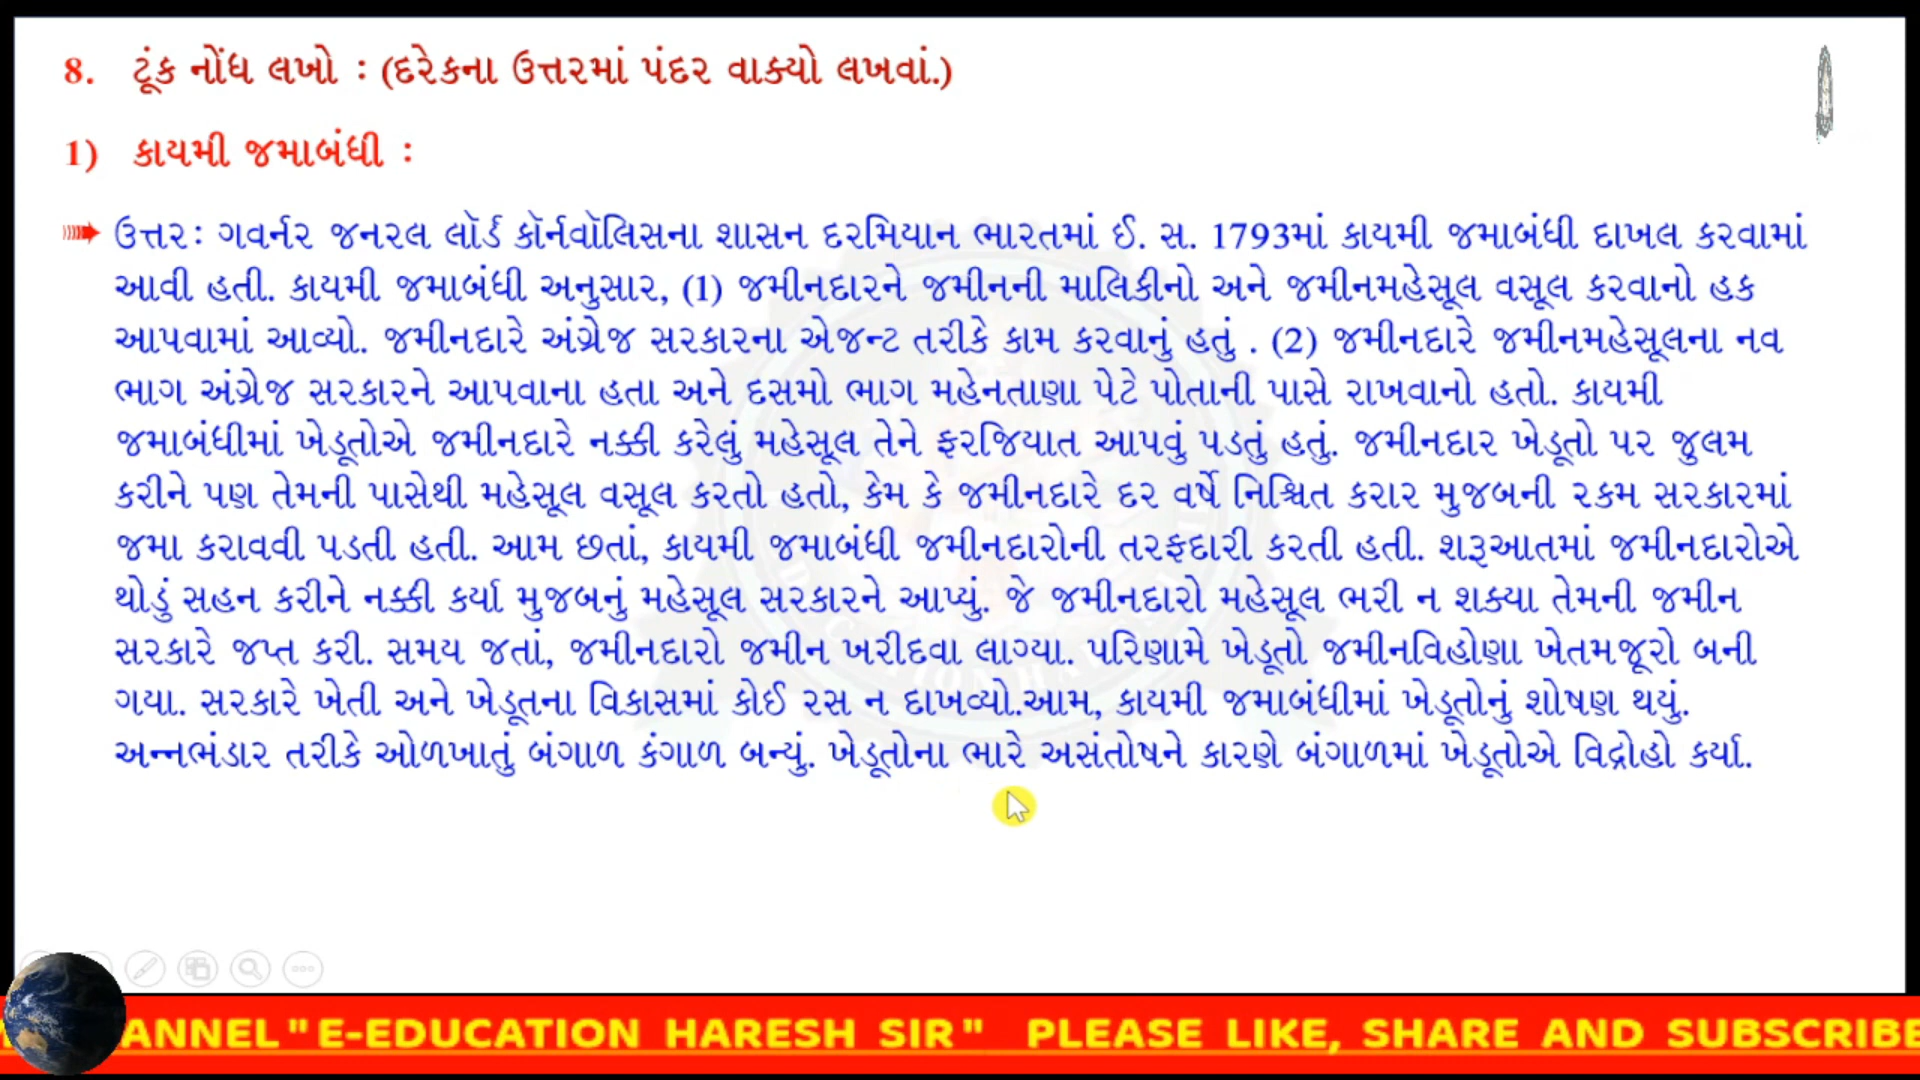 8. ટૂંક નોંધ લખો : (દરેકના ઉત્તરમાં પંદર વાક્યો લખવાં.)
1) કાયમી જમાબંધી :
ઉત્તર: ગવર્નર જનરલ લૉર્ડ કૉર્નવૉલિસના શાસન દરમિયાન ભારતમાં ઈ. સ. 1793માં કાયમી જમાબંધી દાખલ કરવામાં
આવી હતી. કાયમી જમાબંધી અનુસાર, (1) જમીનદારને જમીનની માલિકીનો અને જમીનમહેસૂલ વસૂલ કરવાનો હક
આપવામાં આવ્યો. જમીનદારે અંગ્રેજ સરકારના એજન્ટ તરીકે કામ કરવાનું હતું . (2) જમીનદારે જમીનમહેસૂલના નવ
ભાગ અંગ્રેજ સરકારને આપવાના હતા અને દસમો ભાગ મહેનતાણા પેટે પોતાની પાસે રાખવાનો હતો. કાયમી
જમાબંધીમાં ખેડૂતોએ જમીનદારે નક્કી કરેલું મહેસૂલ તેને ફરજિયાત આપવું પડતું હતું. જમીનદાર ખેડૂતો પર જુલમ
કરીને પણ તેમની પાસેથી મહેસૂલ વસૂલ કરતો હતો, કેમ કે જમીનદારે દર વર્ષે નિશ્ચિત કરાર મુજબની રકમ સરકારમાં
જમા કરાવવી પડતી હતી. આમ છતાં, કાયમી જમાબંધી જમીનદારોની તરફદારી કરતી હતી. શરૂઆતમાં જમીનદારોએ
થોડું સહન કરીને નક્કી કર્યા મુજબનું મહેસૂલ સરકારને આપ્યું. જે જમીનદારો મહેસૂલ ભરી ન શક્યા તેમની જમીન
સરકારે જપ્ત કરી. સમય જતાં, જમીનદારો જમીન ખરીદવા લાગ્યા. પરિણામે ખેડૂતો જમીનવિહોણા ખેતમજૂરો બની
ગયા. સરકારે ખેતી અને ખેડૂતના વિકાસમાં કોઈ રસ ન દાખવ્યો.આમ, કાયમી જમાબંધીમાં ખેડૂતોનું શોષણ થયું.
અન્નભંડાર તરીકે ઓળખાતું બંગાળ કંગાળ બન્યું. ખેડૂતોના ભારે અસંતોષને કારણે બંગાળમાં ખેડૂતોએ વિદ્રોહો કર્યા.
ANNEL"E-EDUCATION HARESH SIR" PLEASE LIKE, SHARE AND SUBSCRIBE